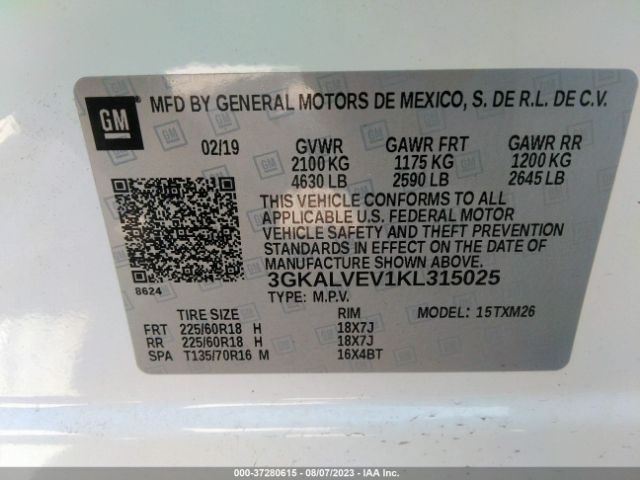 GM MFD BY GENERAL MOTORS DE MEXICO, S. DE R.L. DE C.V.
02/19 GVWR GAWR FRT GAWR RR
2100 KG 1175 KG 1200 KG
4630 LB 2590 LB 2645 LB
THIS VEHICLE CONFORMS TO ALL
APPLICABLE U.S. FEDERAL MOTOR
VEHICLE SAFETY AND THEFT PREVENTION
STANDARDS IN EFFECT ON THE DATE OF
MANUFACTURE SHOWN ABOVE.
8624 3GKALVEV1KL315025
TYPE: M.P.V.
TIRE SIZE RIM MODEL: 15TXM26
FRT 225/60R18 H 18X7J
RR 225/60R18 H 18X7J
SPA T135/70R16 M 16X4BT
000-37280615 - 08/07/2023 - IAA Inc.